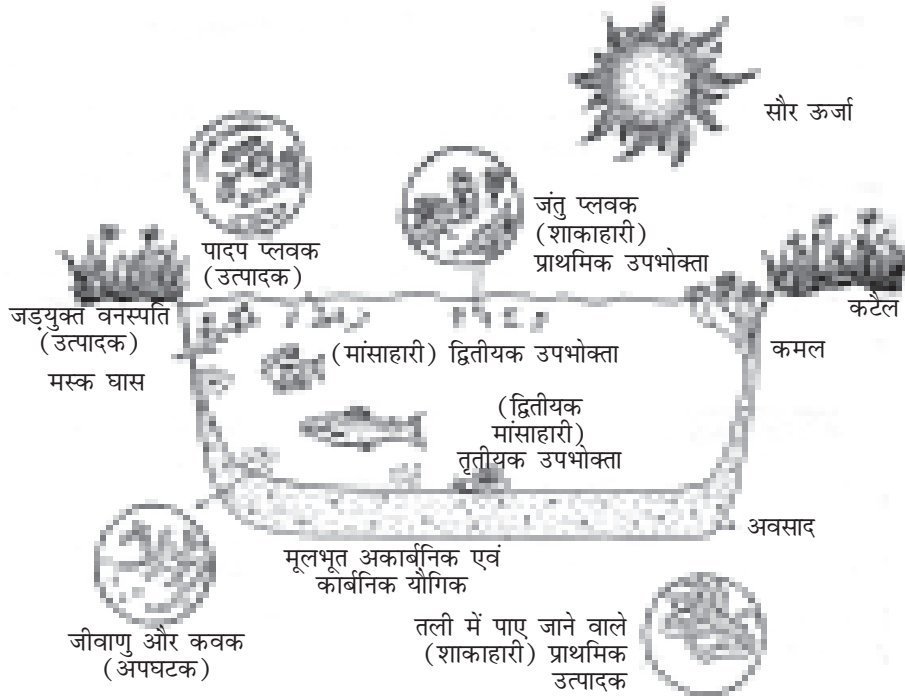 सौर ऊर्जा
पादप प्लवक
(उत्पादक)
जंतु प्लवक
(शाकाहारी)
प्राथमिक उपभोक्ता
जड़युक्त वनस्पति
(उत्पादक)
मस्क घास
कटैल
कमल
(मांसाहारी) द्वितीयक उपभोक्ता
(द्वितीयक
मांसाहारी)
तृतीयक उपभोक्ता
अवसाद
मूलभूत अकार्बनिक एवं
कार्बनिक यौगिक
जीवाणु और कवक
(अपघटक)
तली में पाए जाने वाले
(शाकाहारी) प्राथमिक
उत्पादक